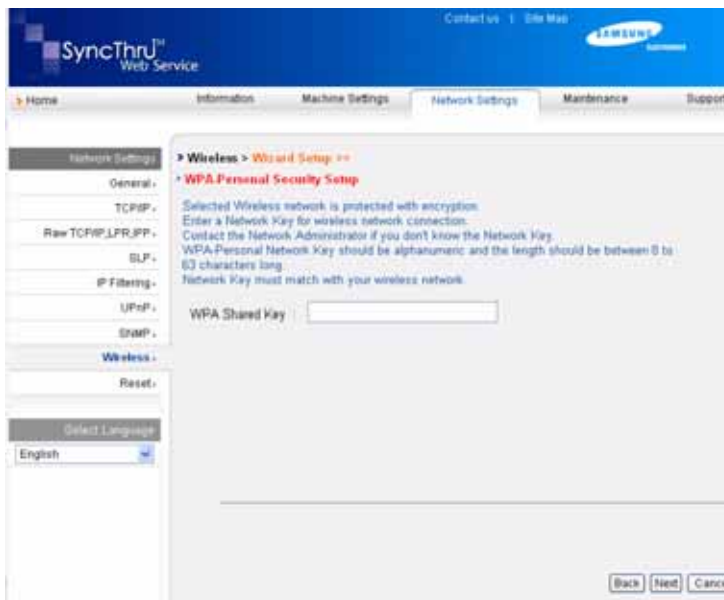 Contact us | Site Map
SAMSUNG
ELECTRONICS
SyncThru™
Web Service
Home
Information
Machine Settings
Network Settings
Maintenance
Suppor
Network Settings
General
TCP/IP
Raw TCP/IP,LPR,IPP
SLP
IP Filtering
UPnP
SNMP
Wireless
Reset
Select Language
English
Wireless > Wizard Setup >>
WPA-Personal Security Setup
Selected Wireless network is protected with encryption.
Enter a Network Key for wireless network connection.
Contact the Network Administrator if you don't know the Network Key.
WPA-Personal Network Key should be alphanumeric and the length should be between 8 to
63 characters long.
Network Key must match with your wireless network.
WPA Shared Key
Back Next Cance